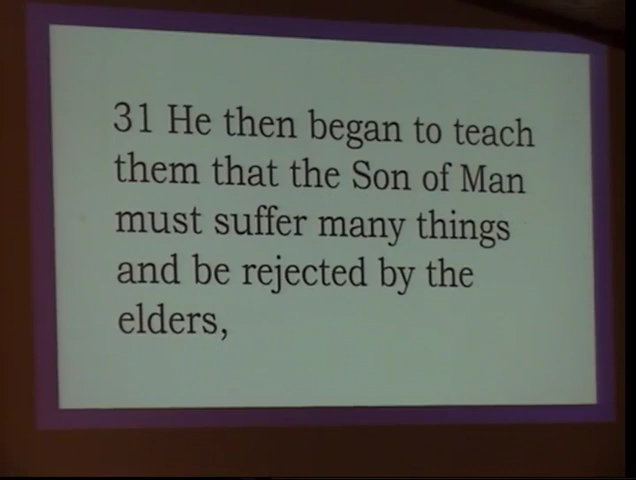 31 He then began to teach
them that the Son of Man
must suffer many things
and be rejected by the
elders,